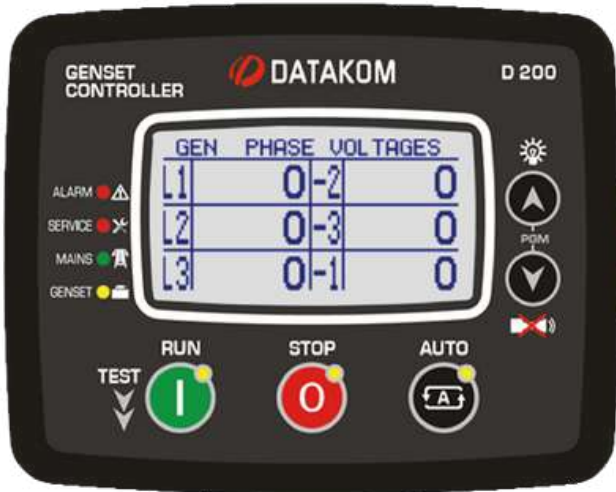 GENSET
CONTROLLER
DATAKOM
D 200
GEN PHASE VOLTAGES
L1 0 -2 0
L2 0 -3 0
L3 0 -1 0
ALARM
SERVICE
MAINS
GENSET
PGM
RUN
STOP
AUTO
TEST
I
O
A